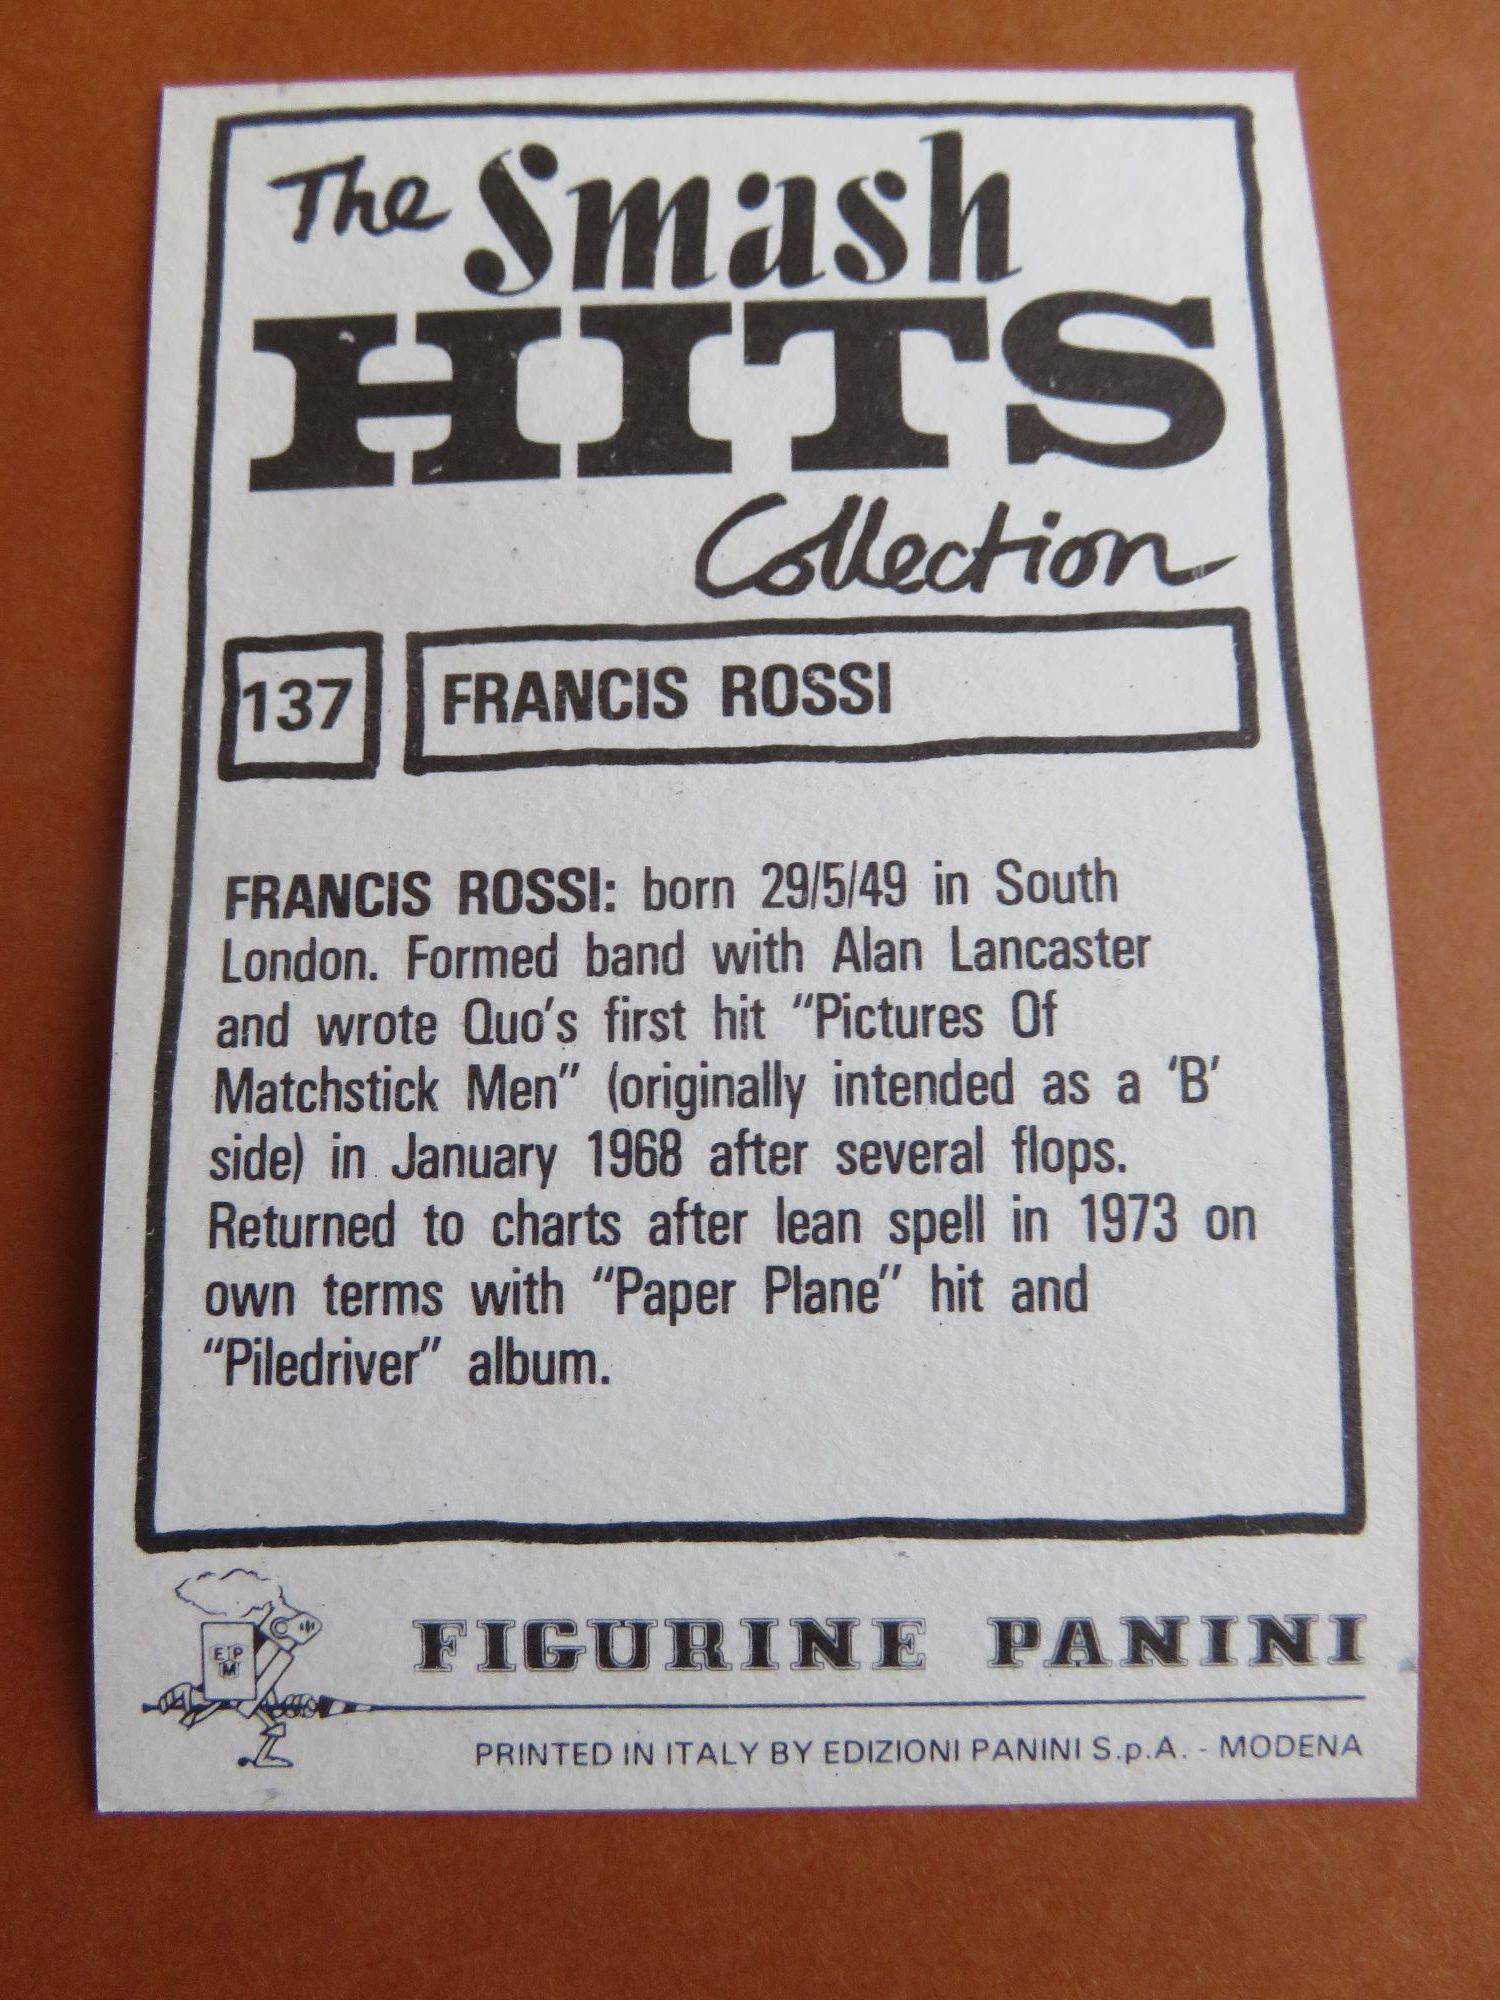 The Smash
HITS
Collection
137 FRANCIS ROSSI
FRANCIS ROSSI: born 29/5/49 in South
London. Formed band with Alan Lancaster
and wrote Quo's first hit “Pictures Of
Matchstick Men” (originally intended as a ‘B’
side) in January 1968 after several flops.
Returned to charts after lean spell in 1973 on
own terms with “Paper Plane” hit and
“Piledriver” album.
EPM
FIGURINE PANINI
PRINTED IN ITALY BY EDIZIONI PANINI S.p.A. - MODENA